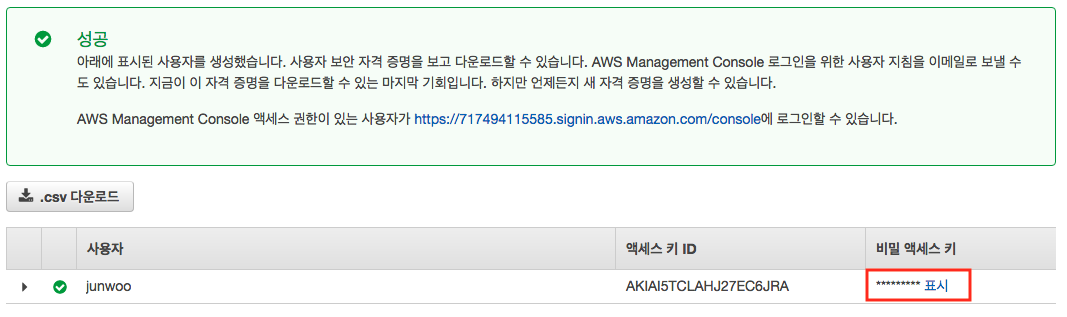 성공
아래에 표시된 사용자를 생성했습니다. 사용자 보안 자격 증명을 보고 다운로드할 수 있습니다. AWS Management Console 로그인을 위한 사용자 지침을 이메일로 보낼 수
도 있습니다. 지금이 이 자격 증명을 다운로드할 수 있는 마지막 기회입니다. 하지만 언제든지 새 자격 증명을 생성할 수 있습니다.
AWS Management Console 액세스 권한이 있는 사용자가 https://717494115585.signin.aws.amazon.com/console에 로그인할 수 있습니다.
.csv 다운로드
사용자 액세스 키 ID 비밀 액세스 키
junwoo AKIAI5TCLAHJ27EC6JRA ********* 표시